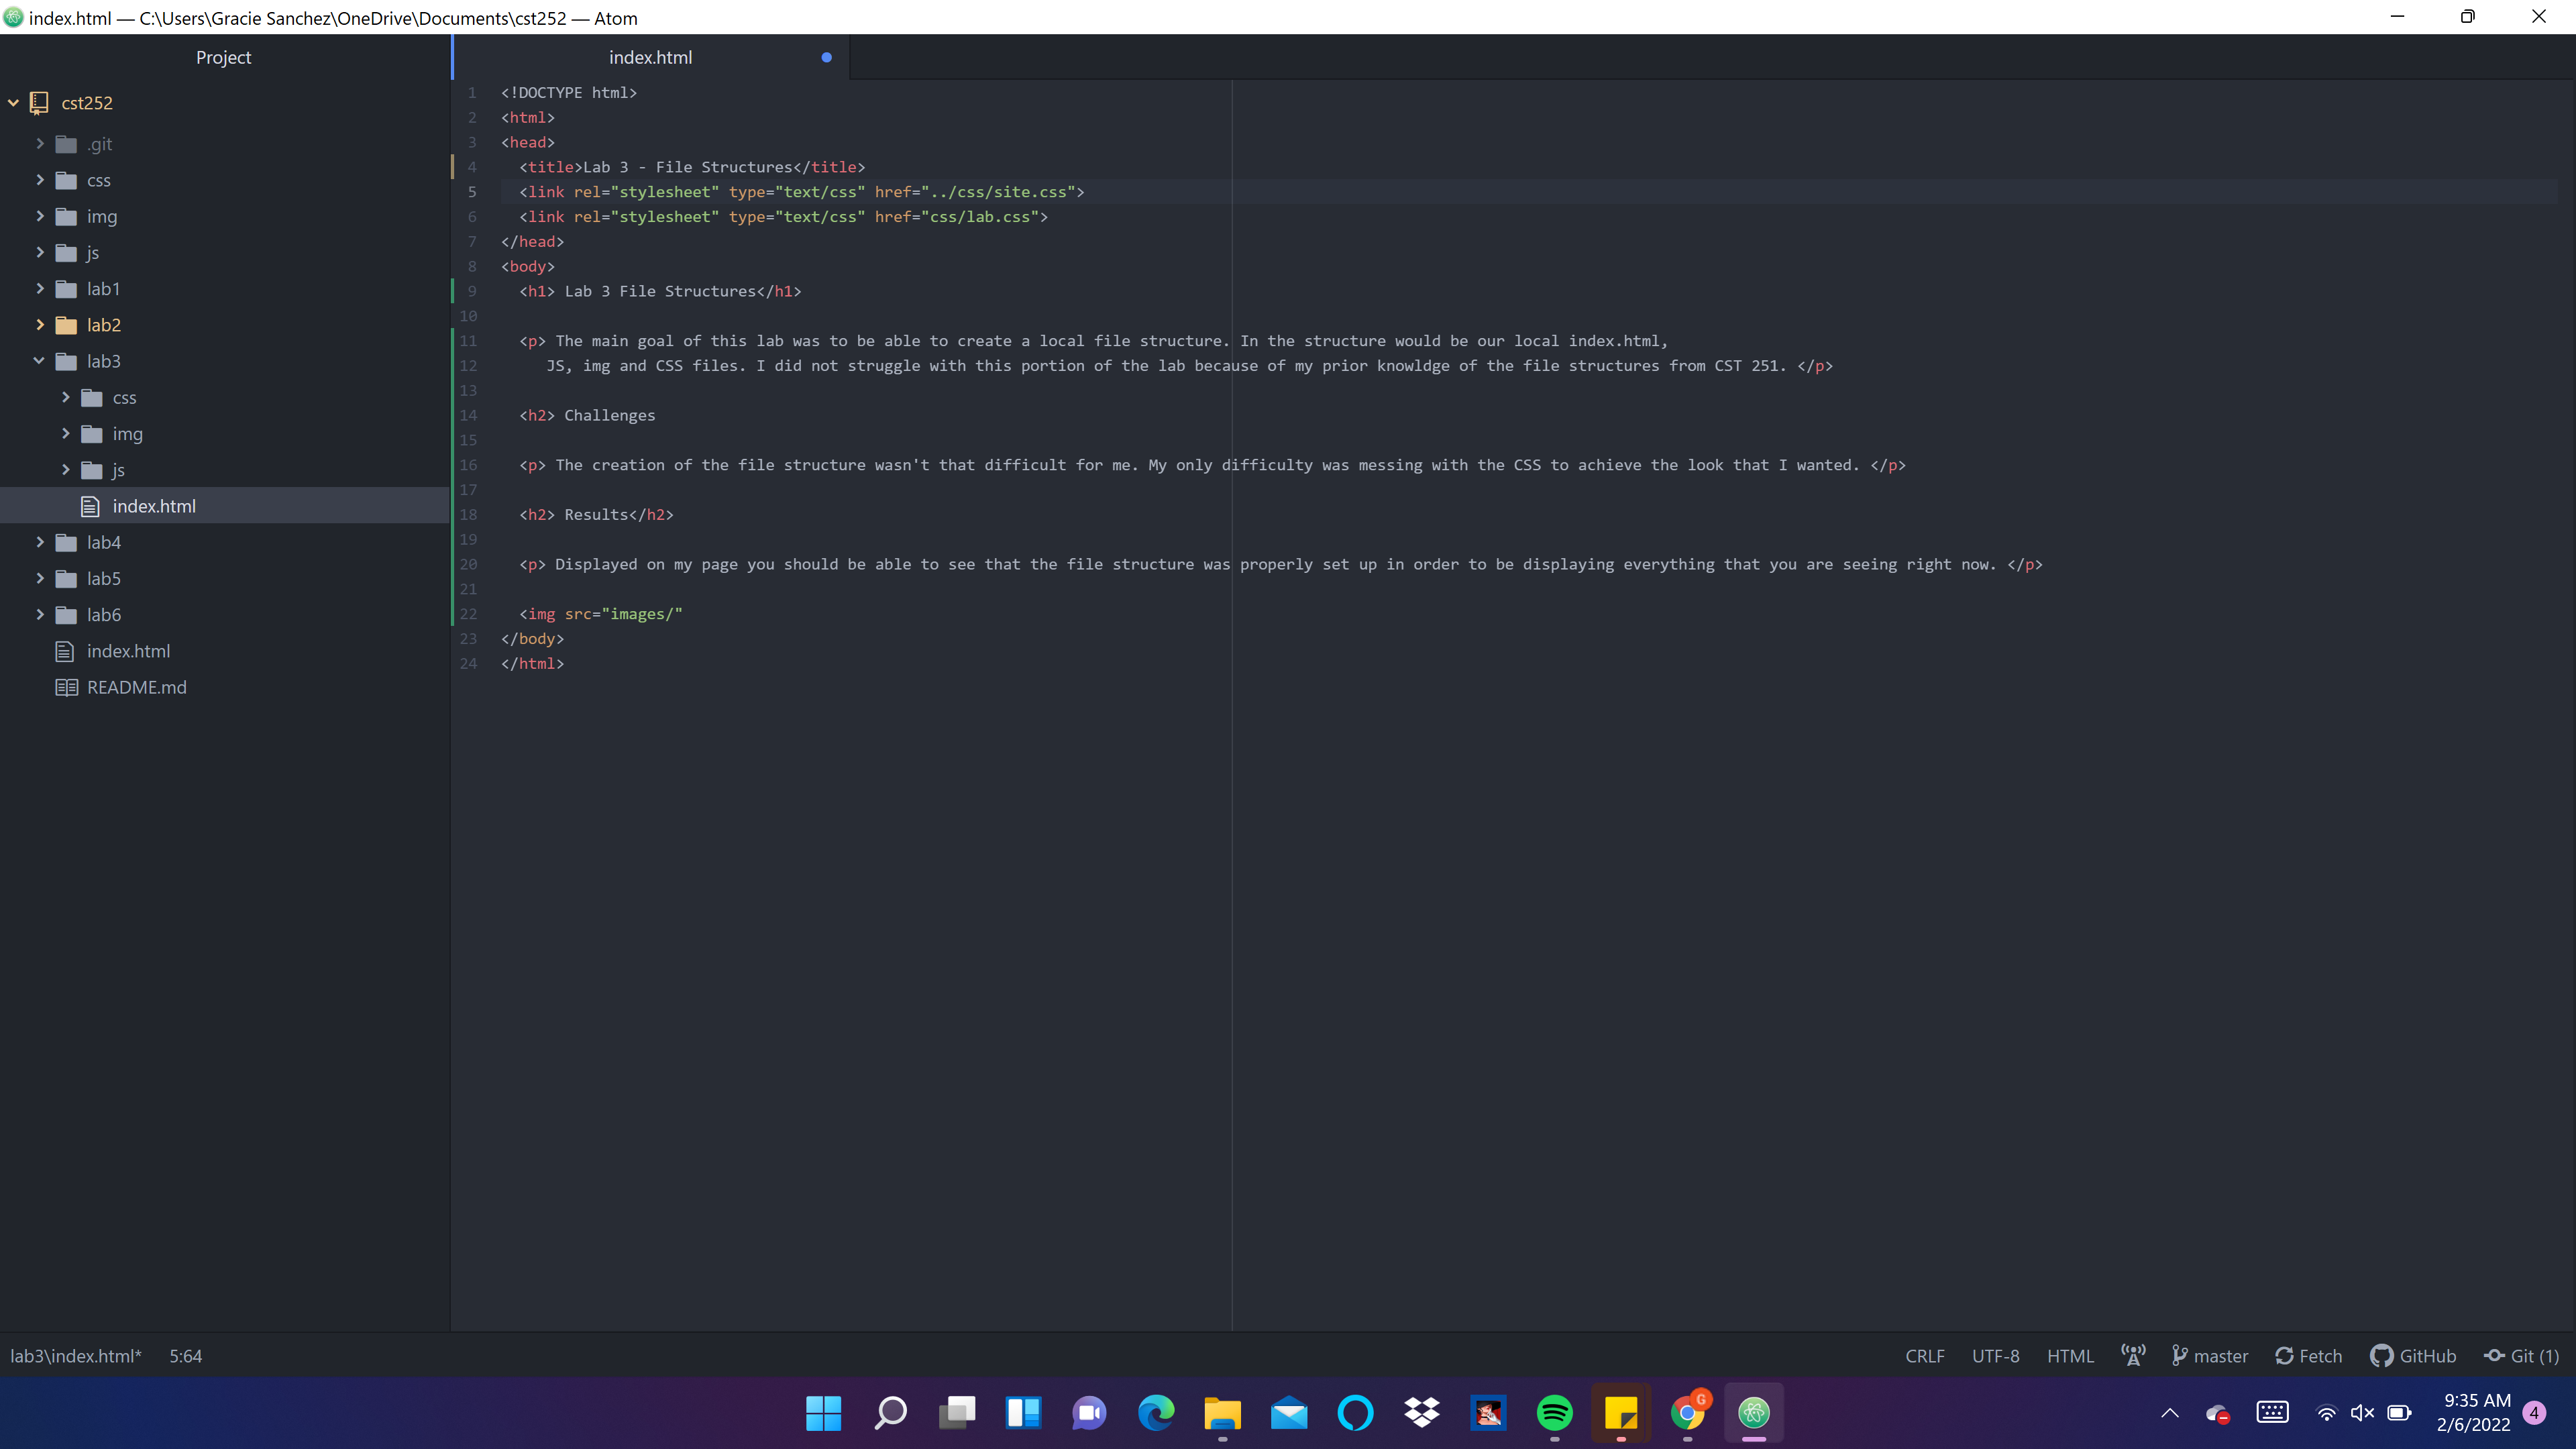 index.html — C:\Users\Gracie Sanchez\OneDrive\Documents\cst252 — Atom
Project
cst252
.git
css
img
js
lab1
lab2
lab3
css
img
js
index.html
lab4
lab5
lab6
index.html
README.md
index.html
1 <!DOCTYPE html>
2 <html>
3 <head>
4 <title>Lab 3 - File Structures</title>
5 <link rel="stylesheet" type="text/css" href="../css/site.css">
6 <link rel="stylesheet" type="text/css" href="css/lab.css">
7 </head>
8 <body>
9 <h1> Lab 3 File Structures</h1>
10
11 <p> The main goal of this lab was to be able to create a local file structure. In the structure would be our local index.html,
12 JS, img and CSS files. I did not struggle with this portion of the lab because of my prior knowldge of the file structures from CST 251. </p>
13
14 <h2> Challenges
15
16 <p> The creation of the file structure wasn't that difficult for me. My only difficulty was messing with the CSS to achieve the look that I wanted. </p>
17
18 <h2> Results</h2>
19
20 <p> Displayed on my page you should be able to see that the file structure was properly set up in order to be displaying everything that you are seeing right now. </p>
21
22 <img src="images/"
23 </body>
24 </html>
lab3\index.html* 5:64 CRLF UTF-8 HTML master Fetch GitHub Git (1)
G
9:35 AM
2/6/2022
4